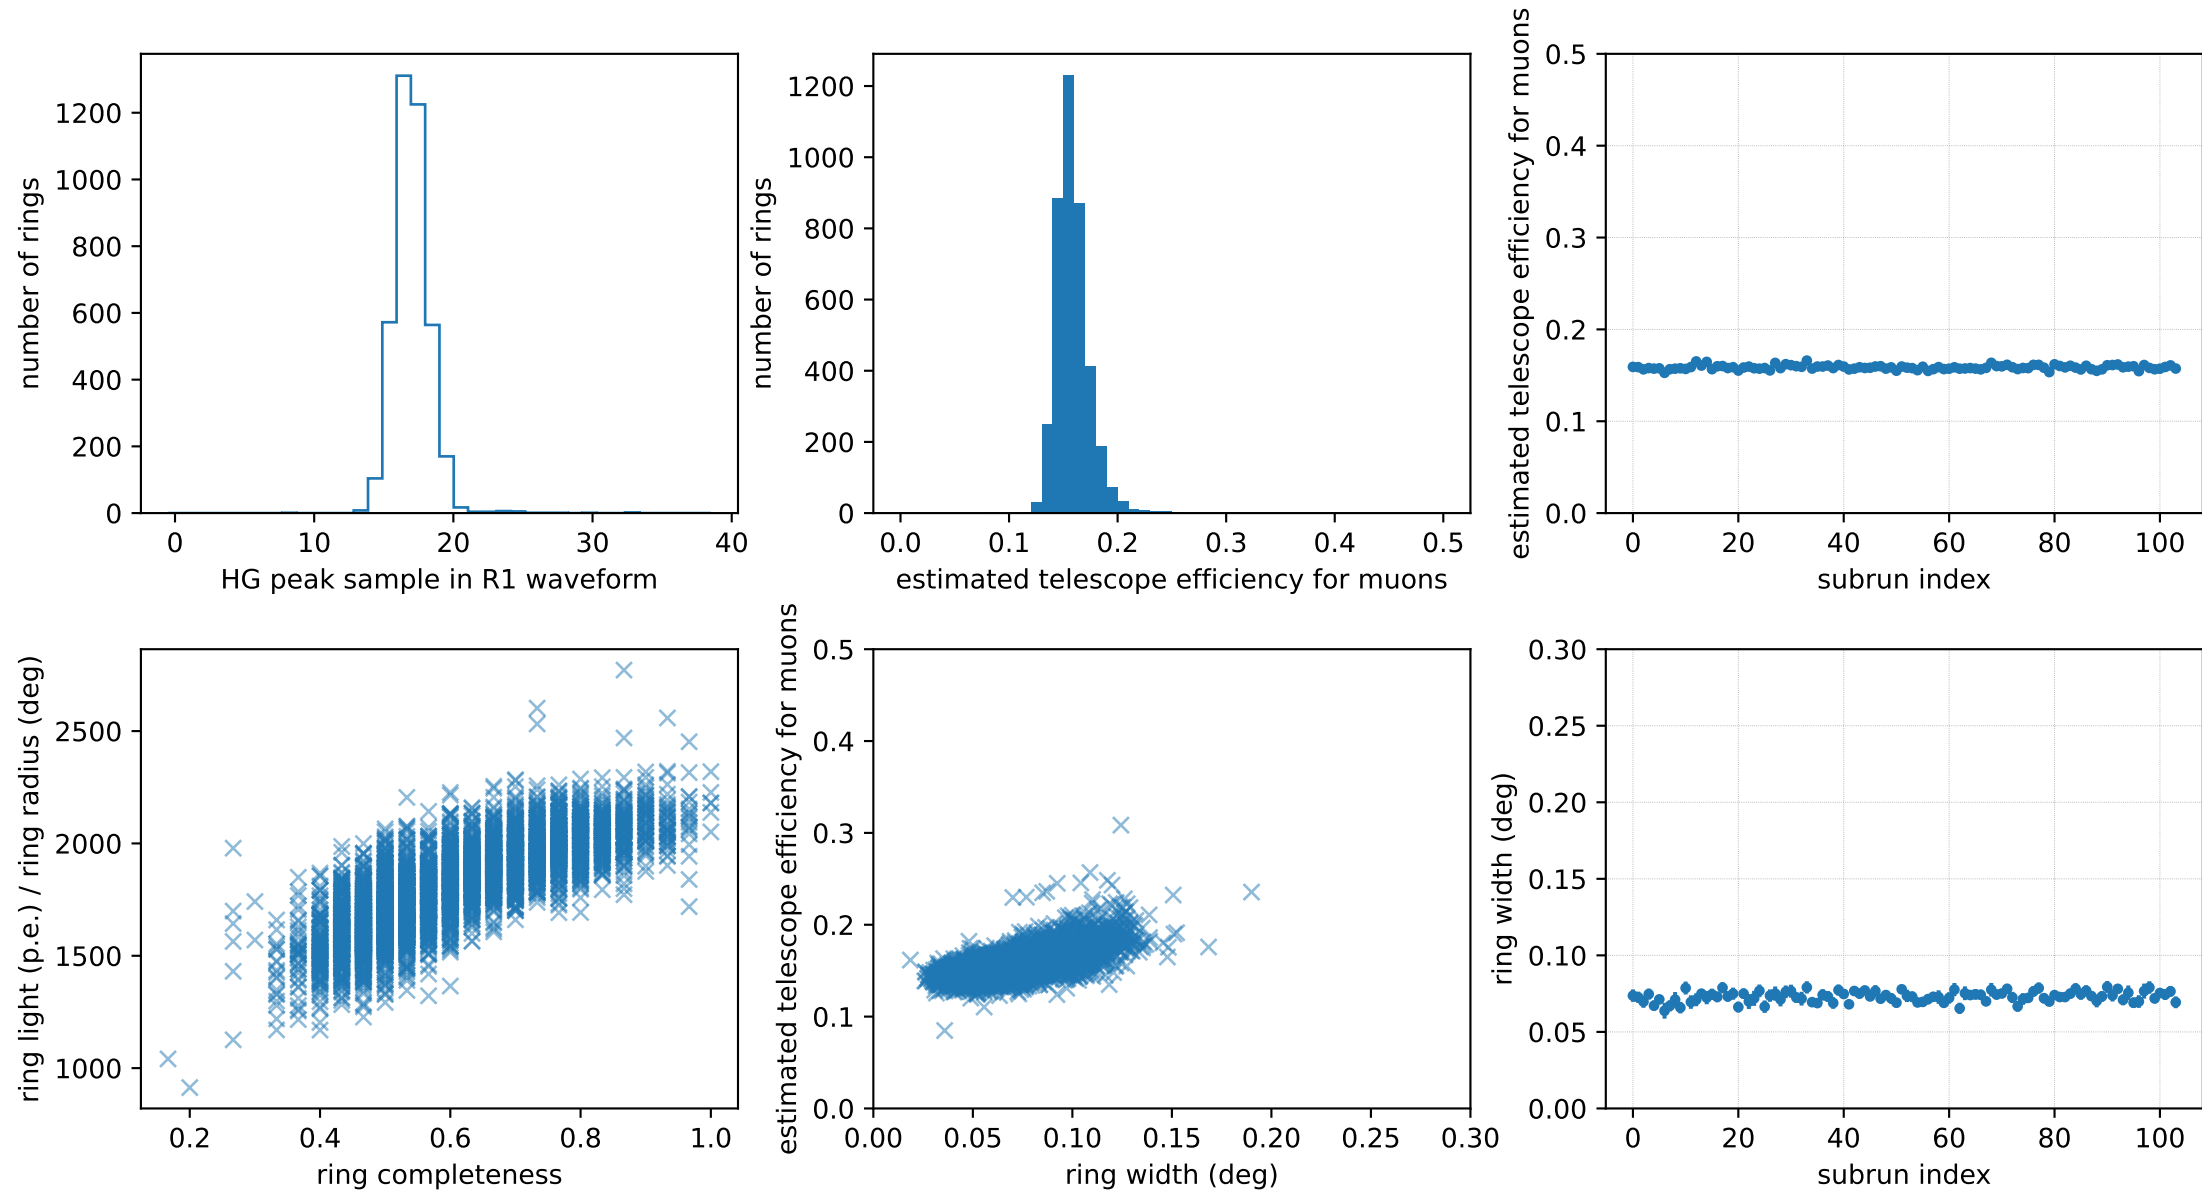 number of rings
1200
1000
800
600
400
200
0
0 10 20 30 40
HG peak sample in R1 waveform
number of rings
1200
1000
800
600
400
200
0
0.0 0.1 0.2 0.3 0.4 0.5
estimated telescope efficiency for muons
estimated telescope efficiency for muons
0.5
0.4
0.3
0.2
0.1
0.0
0 20 40 60 80 100
subrun index
ring light (p.e.) / ring radius (deg)
2500
2000
1500
1000
0.2 0.4 0.6 0.8 1.0
ring completeness
estimated telescope efficiency for muons
0.5
0.4
0.3
0.2
0.1
0.0
0.00 0.05 0.10 0.15 0.20 0.25 0.30
ring width (deg)
ring width (deg)
0.30
0.25
0.20
0.15
0.10
0.05
0.00
0 20 40 60 80 100
subrun index